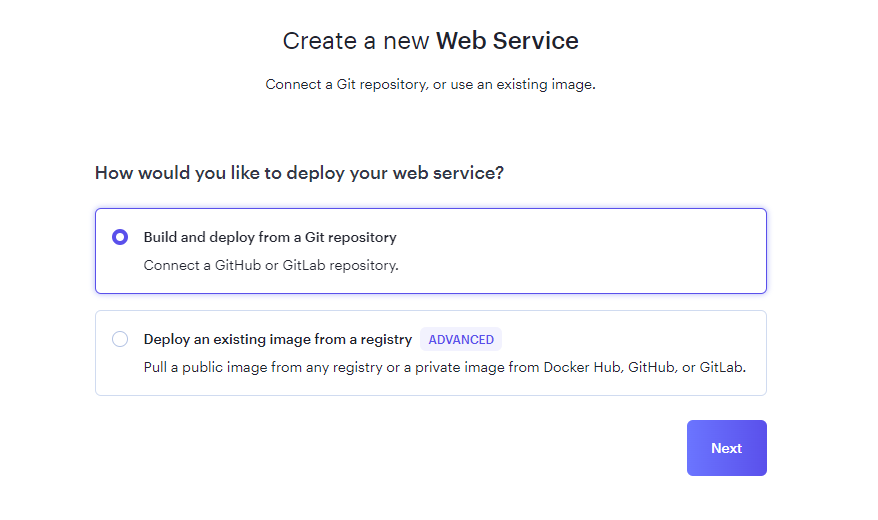 Create a new Web Service
Connect a Git repository, or use an existing image.
How would you like to deploy your web service?
Build and deploy from a Git repository
Connect a GitHub or GitLab repository.
Deploy an existing image from a registry ADVANCED
Pull a public image from any registry or a private image from Docker Hub, GitHub, or GitLab.
Next